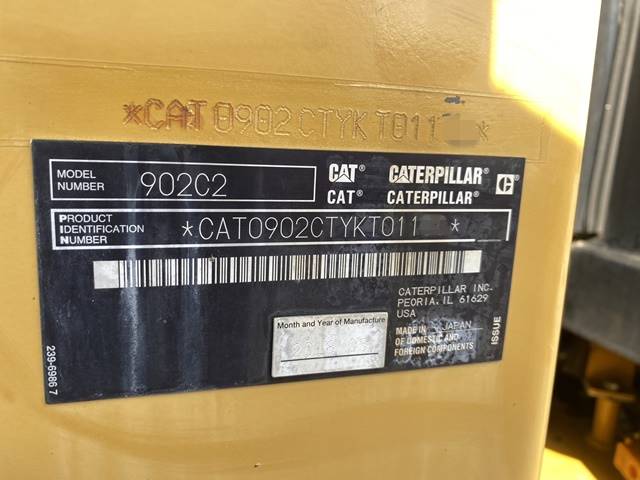 *CAT0902CTYKT011 *
MODEL NUMBER 902C2
CAT® CATERPILLAR® C
CAT® CATERPILLAR®
PRODUCT IDENTIFICATION NUMBER *CAT0902CTYKT011 *
CATERPILLAR INC.
PEORIA, IL 61629
USA
Month and Year of Manufacture
MADE IN JAPAN
OF DOMESTIC AND
FOREIGN COMPONENTS
ISSUE
239-6986 7